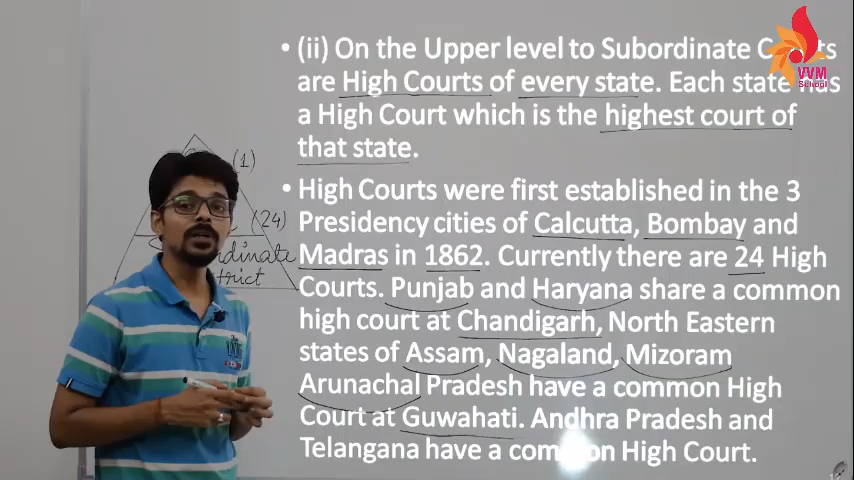 • (ii) On the Upper level to Subordinate Courts
are High Courts of every state. Each state has
a High Court which is the highest court of
that state.
• High Courts were first established in the 3
Presidency cities of Calcutta, Bombay and
Madras in 1862. Currently there are 24 High
Courts. Punjab and Haryana share a common
high court at Chandigarh, North Eastern
states of Assam, Nagaland, Mizoram
Arunachal Pradesh have a common High
Court at Guwahati. Andhra Pradesh and
Telangana have a common High Court.
VVM
School
(1)
(24)